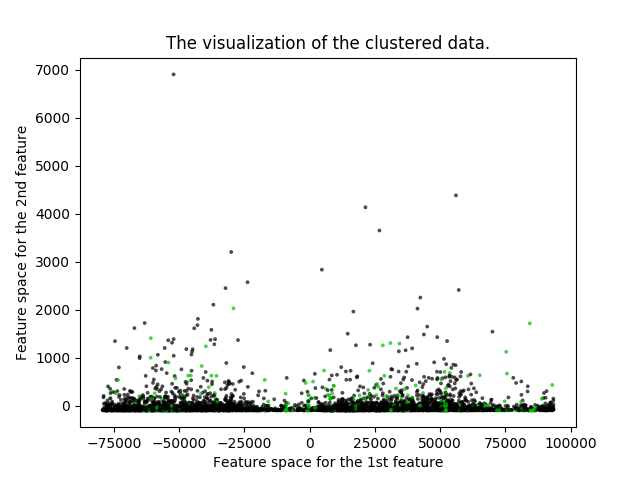 The visualization of the clustered data.
7000
6000
5000
4000
3000
2000
1000
0
Feature space for the 2nd feature
−75000 −50000 −25000 0 25000 50000 75000 100000
Feature space for the 1st feature